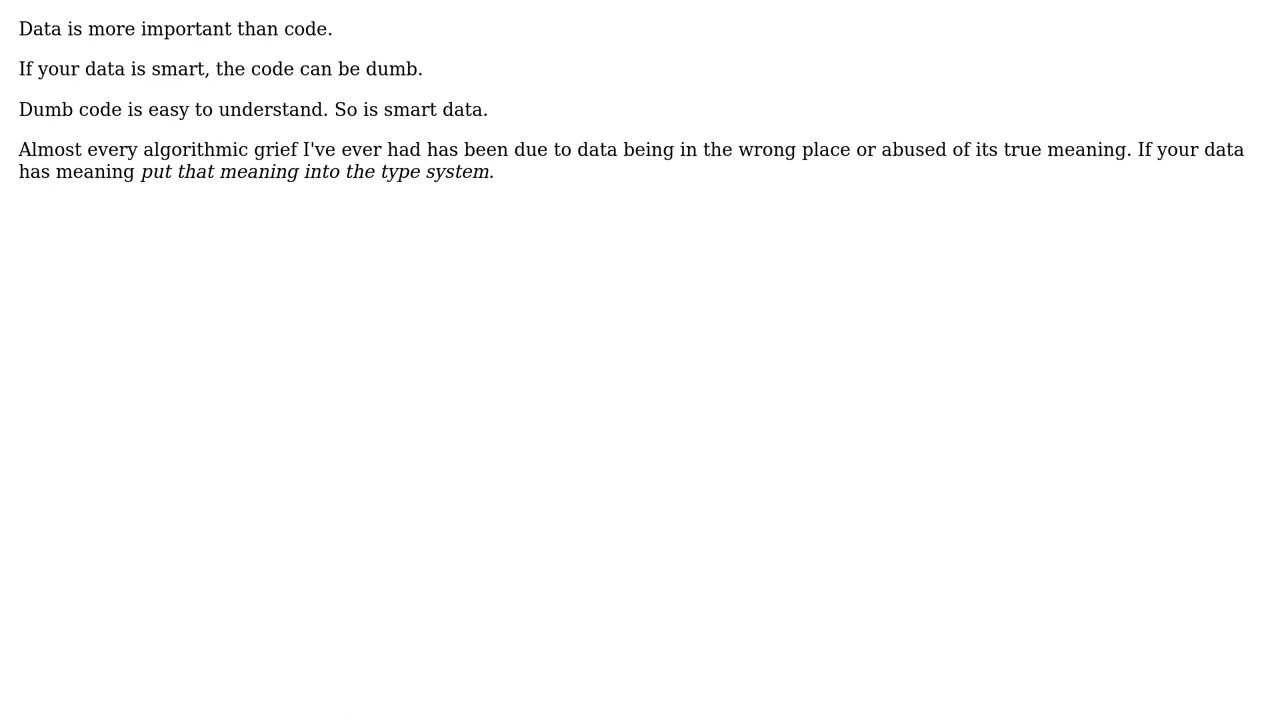 Data is more important than code.
If your data is smart, the code can be dumb.
Dumb code is easy to understand. So is smart data.
Almost every algorithmic grief I've ever had has been due to data being in the wrong place or abused of its true meaning. If your data
has meaning put that meaning into the type system.